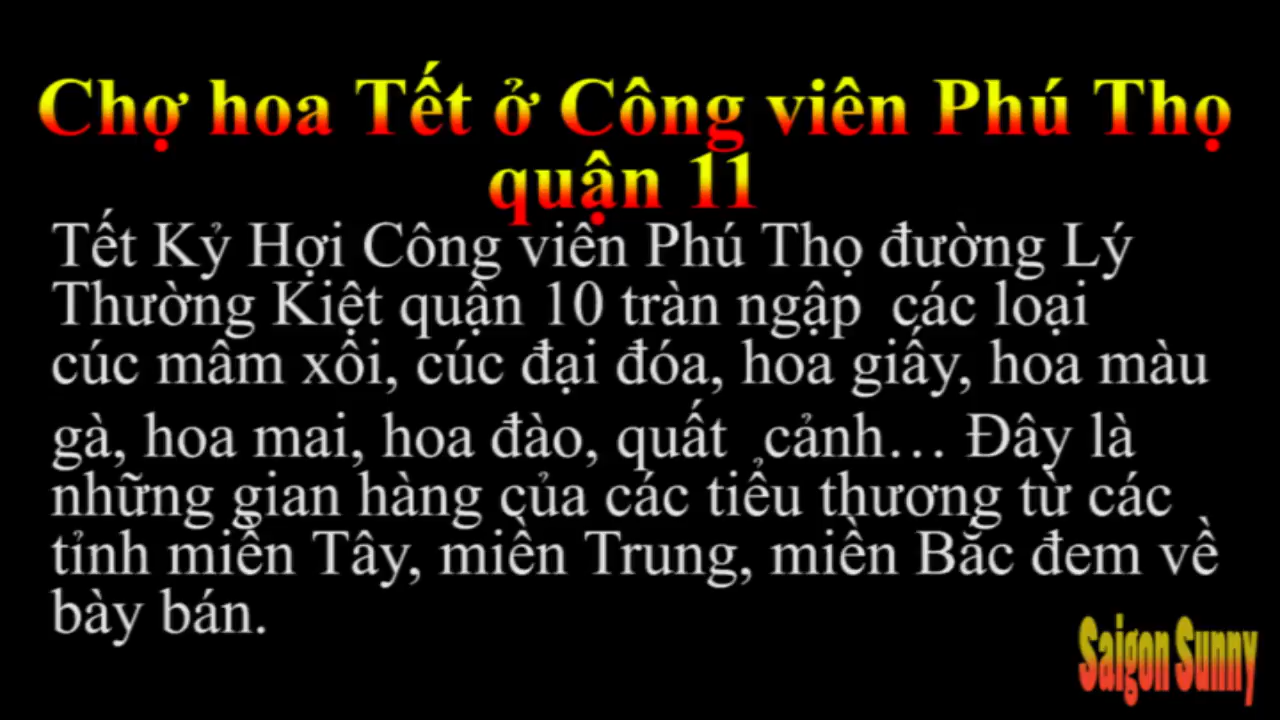 Chợ hoa Tết ở Công viên Phú Thọ
quận 11
Tết Kỷ Hợi Công viên Phú Thọ đường Lý
Thường Kiệt quận 10 tràn ngập các loại
cúc mâm xôi, cúc đại đóa, hoa giấy, hoa màu
gà, hoa mai, hoa đào, quất cảnh… Đây là
những gian hàng của các tiểu thương từ các
tỉnh miền Tây, miền Trung, miền Bắc đem về
bày bán.
Saigon Sunny